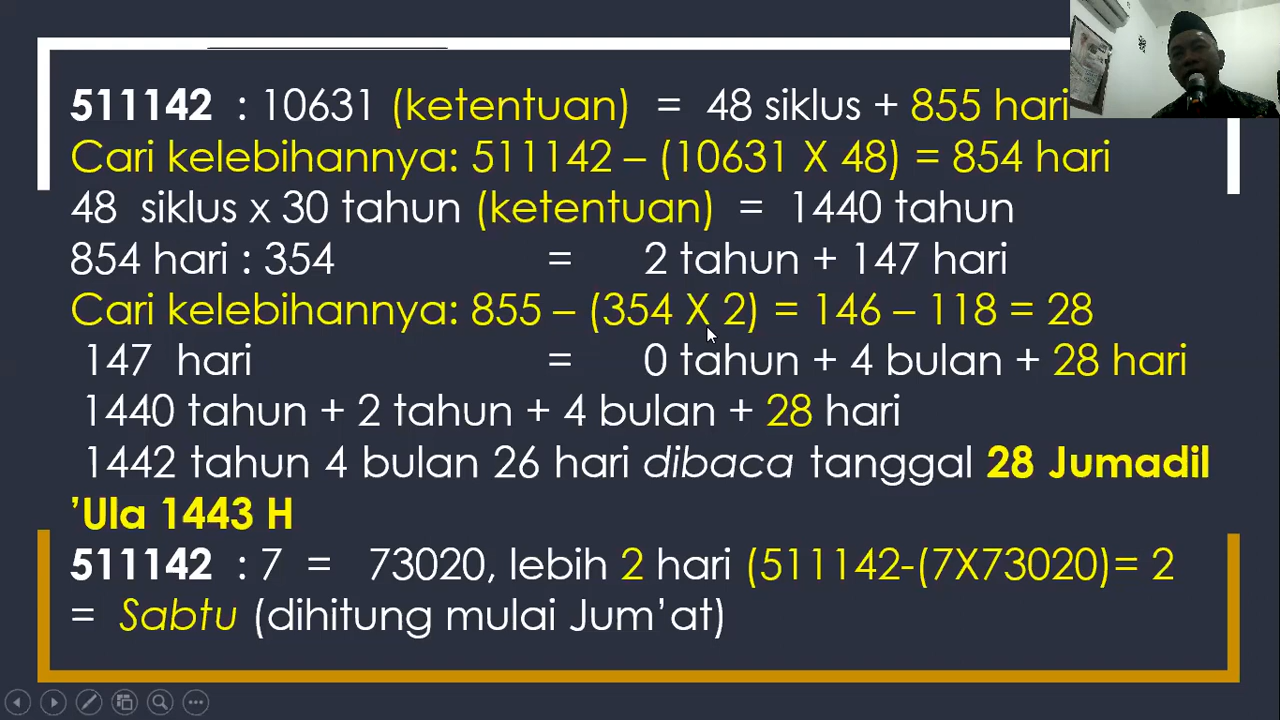 511142 : 10631 (ketentuan) = 48 siklus + 855 hari
Cari kelebihannya: 511142 – (10631 X 48) = 854 hari
48 siklus x 30 tahun (ketentuan) = 1440 tahun
854 hari : 354 = 2 tahun + 147 hari
Cari kelebihannya: 855 – (354 X 2) = 146 – 118 = 28
147 hari = 0 tahun + 4 bulan + 28 hari
1440 tahun + 2 tahun + 4 bulan + 28 hari
1442 tahun 4 bulan 26 hari dibaca tanggal 28 Jumadil
’Ula 1443 H
511142 : 7 = 73020, lebih 2 hari (511142-(7X73020)= 2
= Sabtu (dihitung mulai Jum’at)